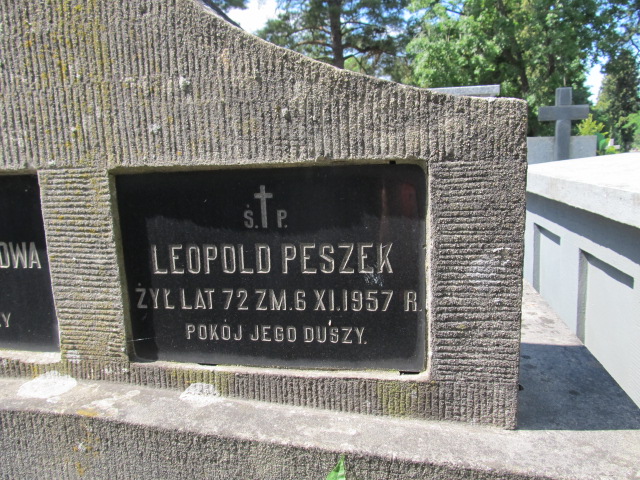 Ś. P.
LEOPOLD PESZEK
ŻYŁ LAT 72 ZM. 6 XI. 1957 R.
POKÓJ JEGO DUSZY.